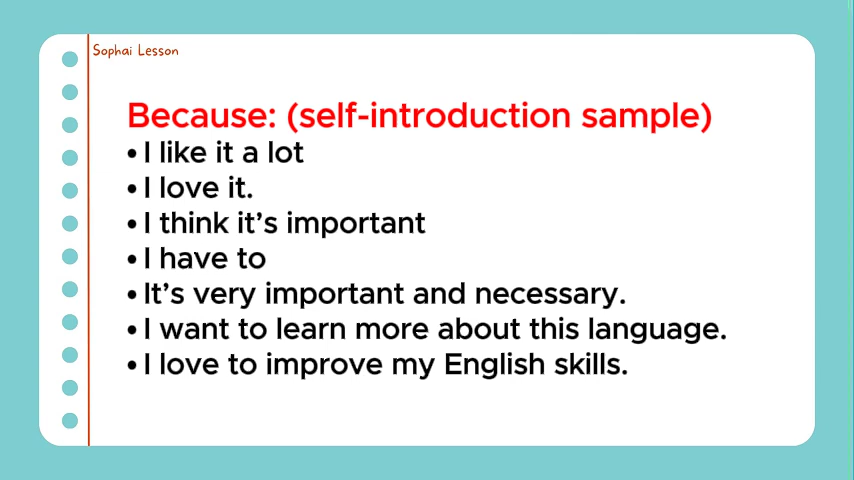 Sophai Lesson
Because: (self-introduction sample)
• I like it a lot
• I love it.
• I think it’s important
• I have to
• It’s very important and necessary.
• I want to learn more about this language.
• I love to improve my English skills.